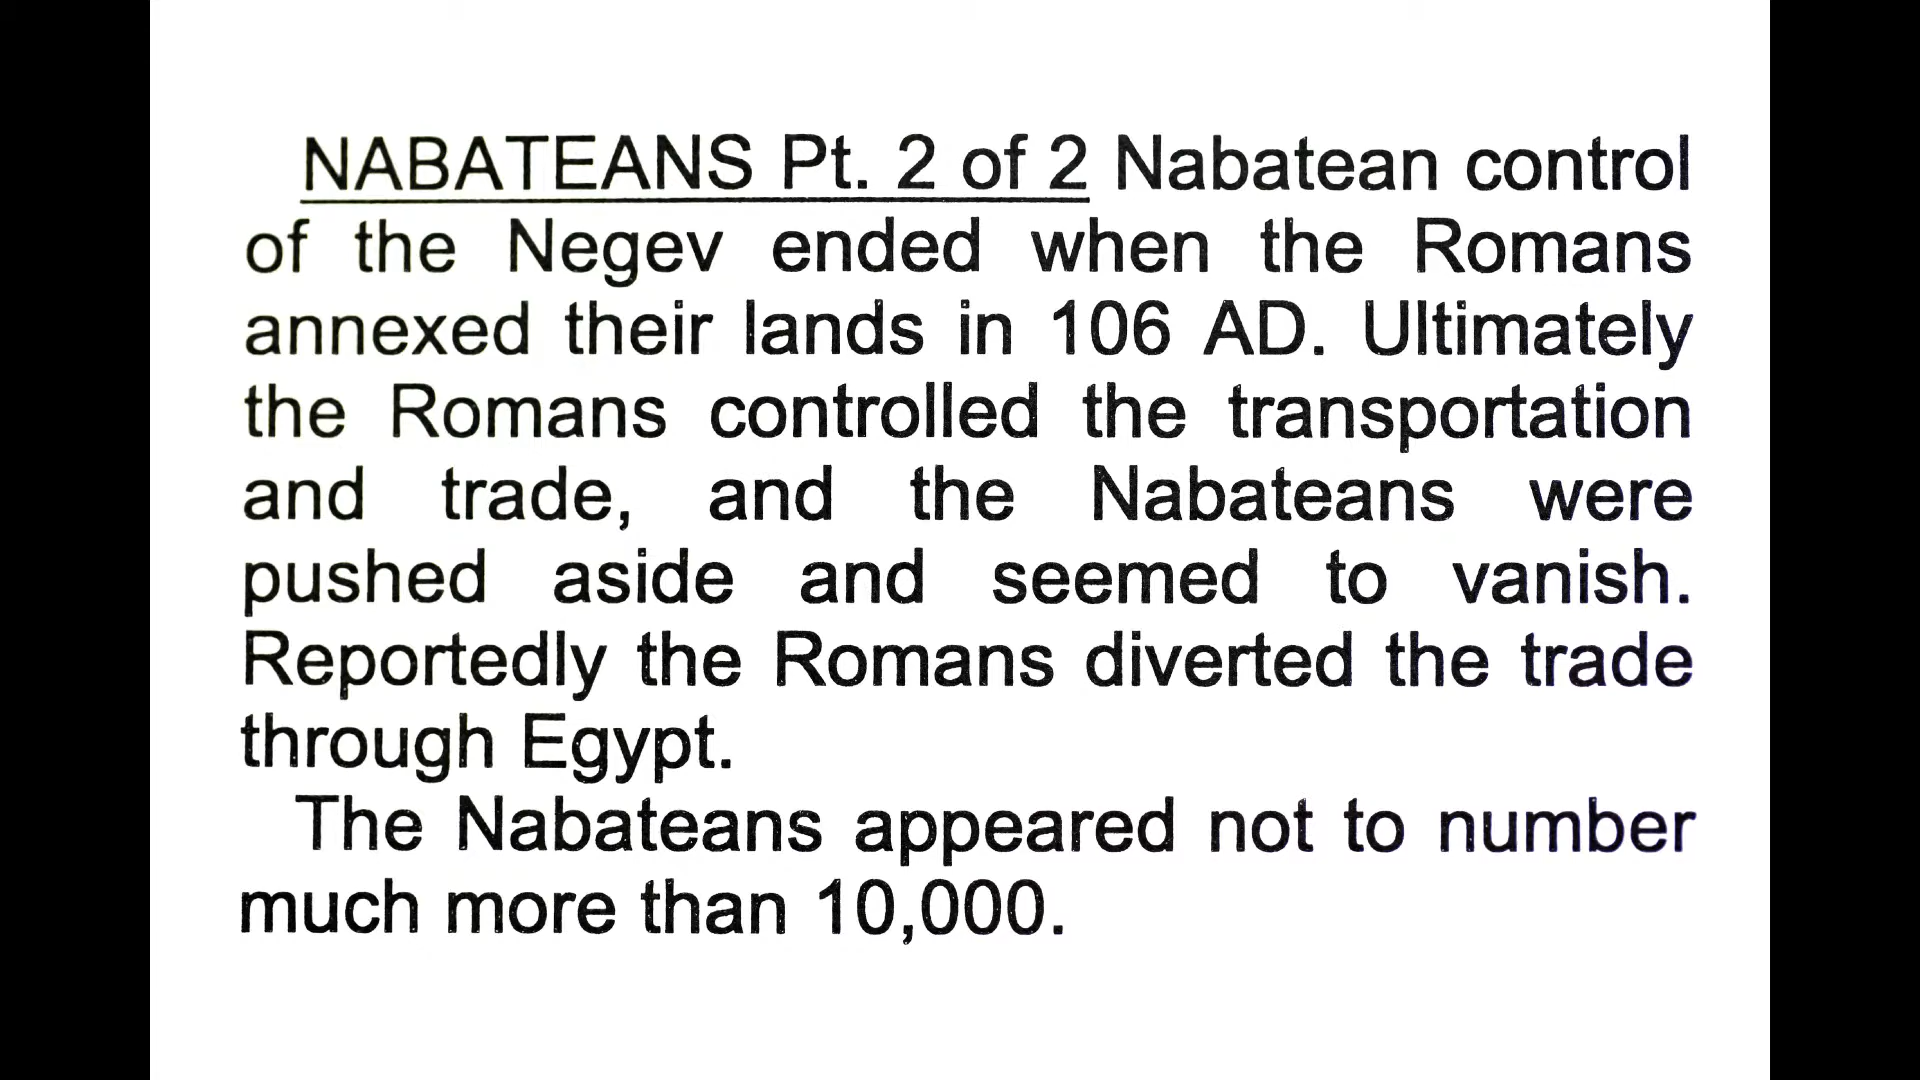 NABATEANS Pt. 2 of 2 Nabatean control
of the Negev ended when the Romans
annexed their lands in 106 AD. Ultimately
the Romans controlled the transportation
and trade, and the Nabateans were
pushed aside and seemed to vanish.
Reportedly the Romans diverted the trade
through Egypt.
The Nabateans appeared not to number
much more than 10,000.